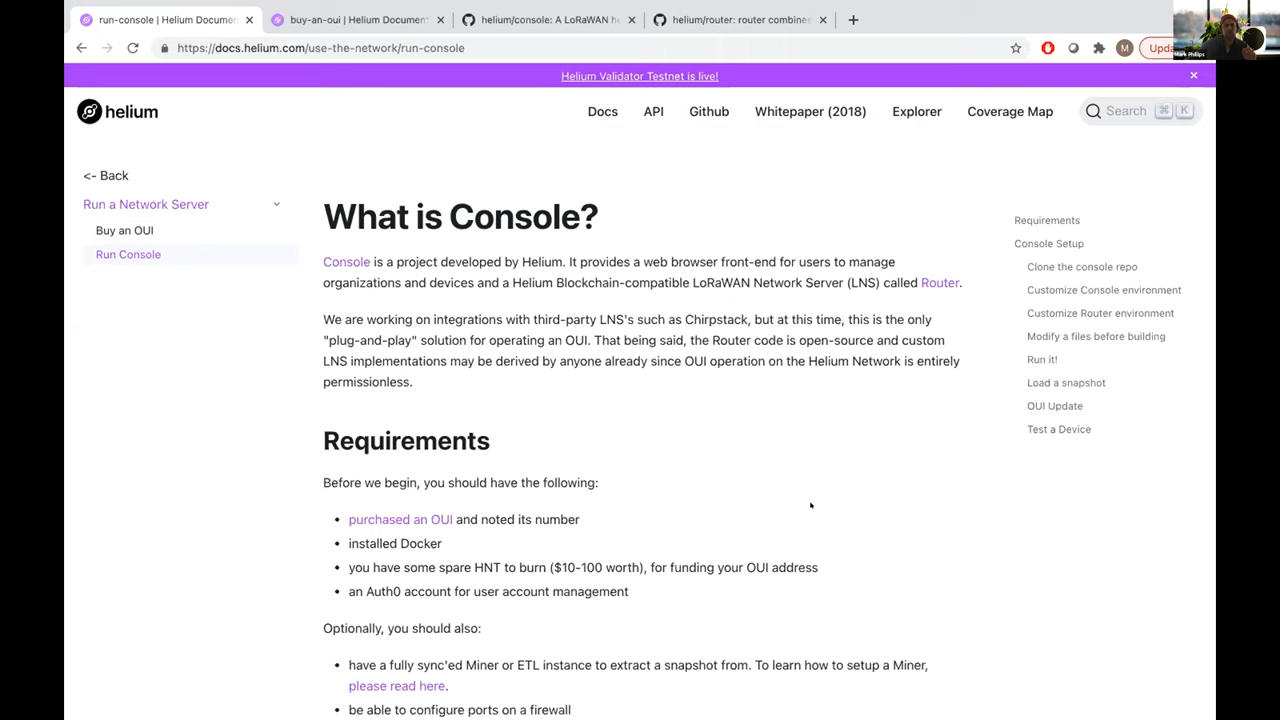 run-console | Helium Documen
buy-an-oui | Helium Document
helium/console: A LoRaWAN he
helium/router: router combine
https://docs.helium.com/use-the-network/run-console
M
Upda
Mark Phillips
Helium Validator Testnet is live!
helium
Docs
API
Github
Whitepaper (2018)
Explorer
Coverage Map
Search ⌘ K
<- Back
Run a Network Server
Buy an OUI
Run Console
What is Console?
Console is a project developed by Helium. It provides a web browser front-end for users to manage
organizations and devices and a Helium Blockchain-compatible LoRaWAN Network Server (LNS) called Router.
We are working on integrations with third-party LNS's such as Chirpstack, but at this time, this is the only
"plug-and-play" solution for operating an OUI. That being said, the Router code is open-source and custom
LNS implementations may be derived by anyone already since OUI operation on the Helium Network is entirely
permissionless.
Requirements
Before we begin, you should have the following:
• purchased an OUI and noted its number
• installed Docker
• you have some spare HNT to burn ($10-100 worth), for funding your OUI address
• an Auth0 account for user account management
Optionally, you should also:
• have a fully sync'ed Miner or ETL instance to extract a snapshot from. To learn how to setup a Miner,
please read here.
• be able to configure ports on a firewall
Requirements
Console Setup
Clone the console repo
Customize Console environment
Customize Router environment
Modify a files before building
Run it!
Load a snapshot
OUI Update
Test a Device